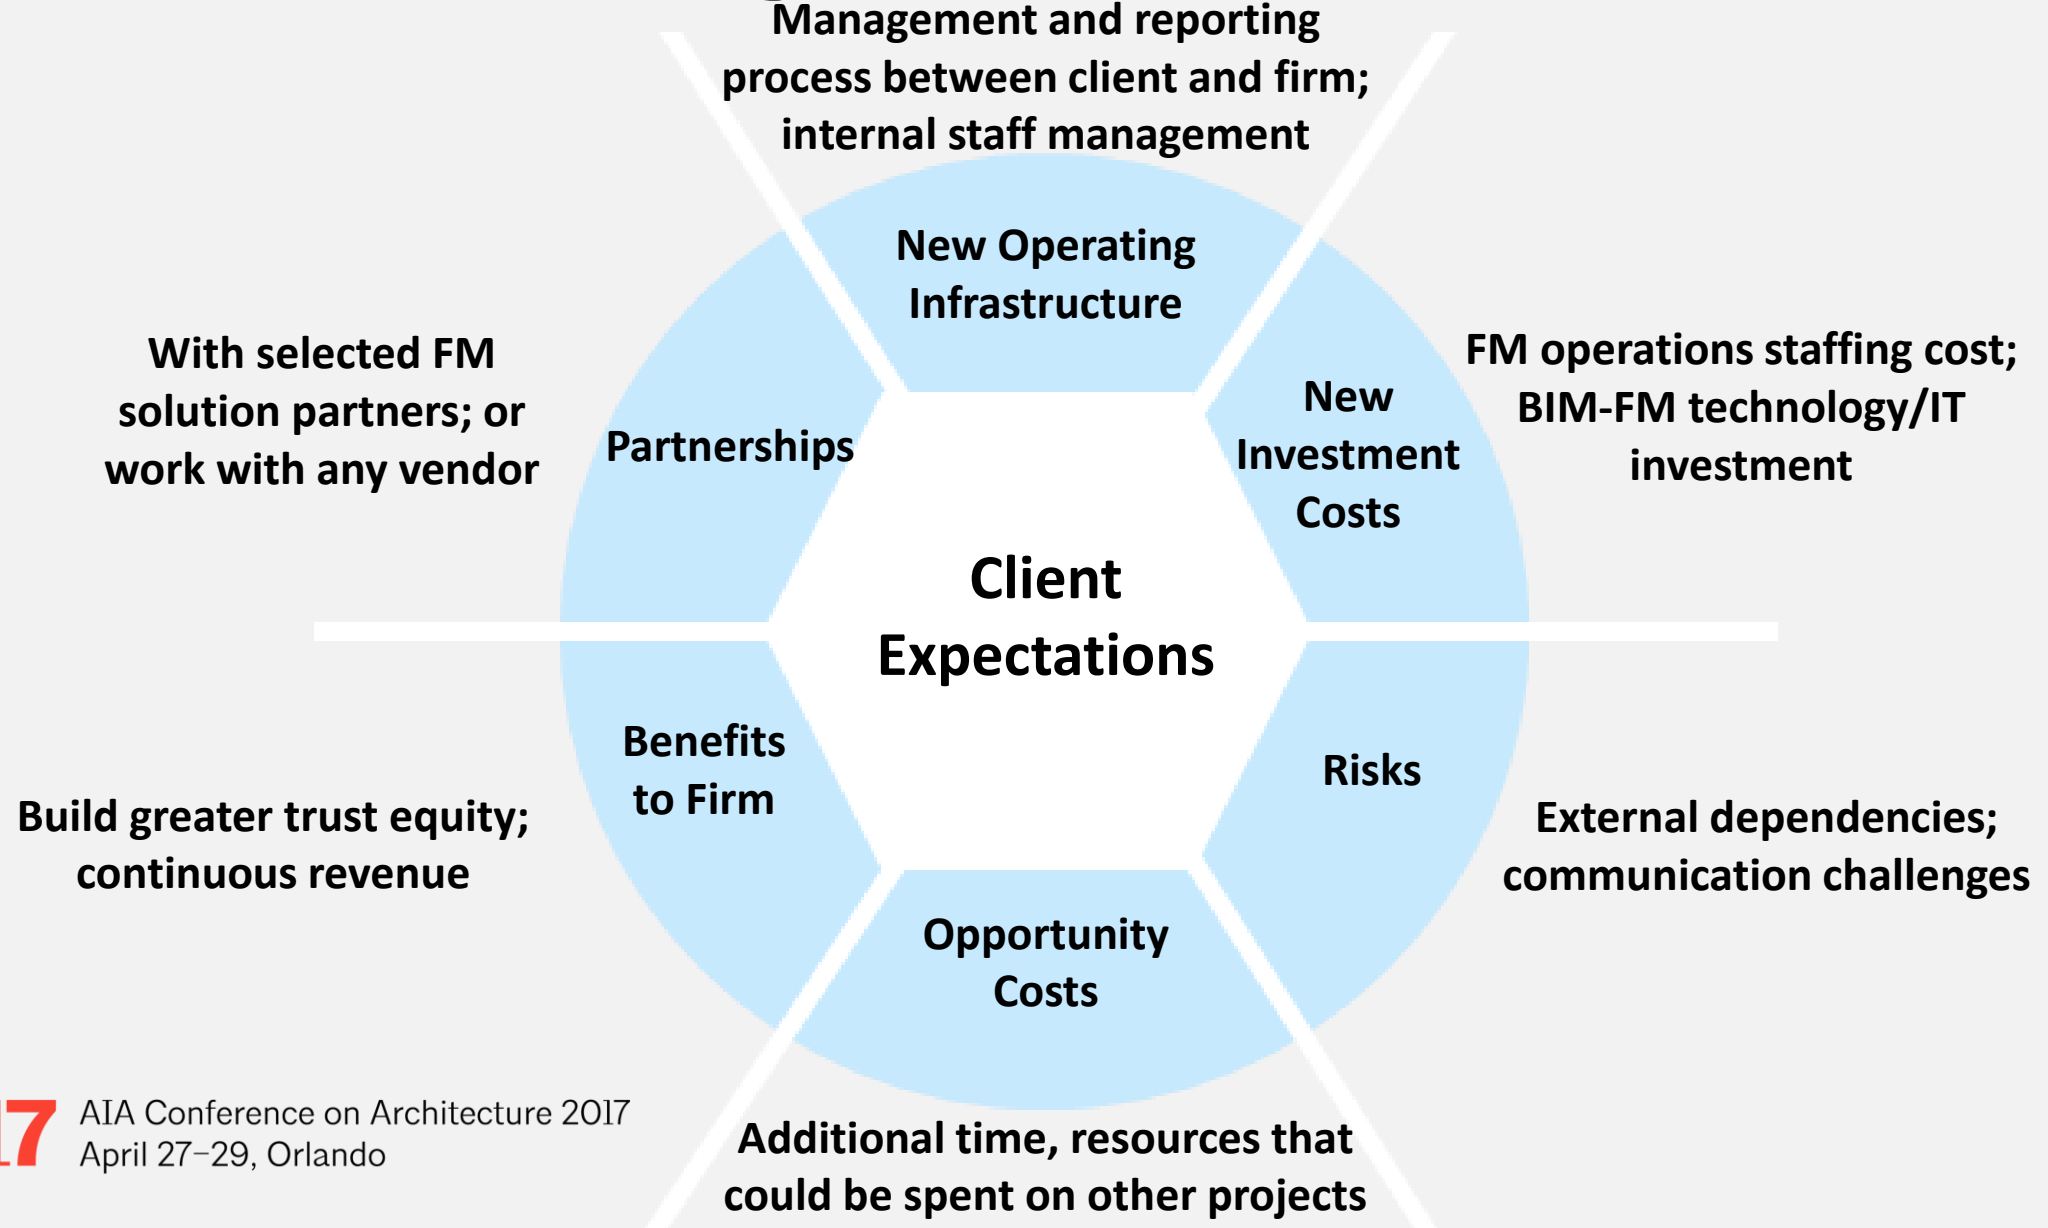 Management and reporting
process between client and firm;
internal staff management
New Operating
Infrastructure
With selected FM
solution partners; or
work with any vendor
Partnerships
New
Investment
Costs
FM operations staffing cost;
BIM-FM technology/IT
investment
Client
Expectations
Benefits
to Firm
Build greater trust equity;
continuous revenue
Risks
External dependencies;
communication challenges
Opportunity
Costs
Additional time, resources that
could be spent on other projects
17
AIA Conference on Architecture 2017
April 27–29, Orlando